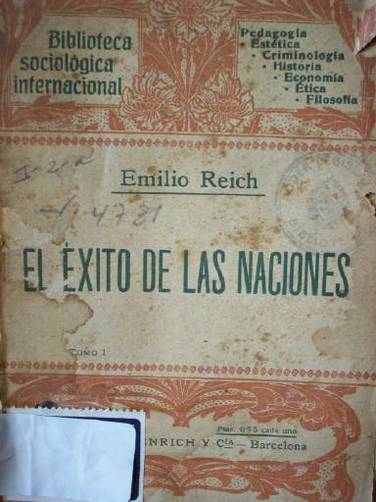 Biblioteca
sociológica
internacional
Pedagogía
• Estética
• Criminología
• Historia
• Economía
• Ética
• Filosofía
Emilio Reich
4781
EL ÉXITO DE LAS NACIONES
TOMO I
Ptas. 0'75 cada uno
ENRICH Y Cía — Barcelona